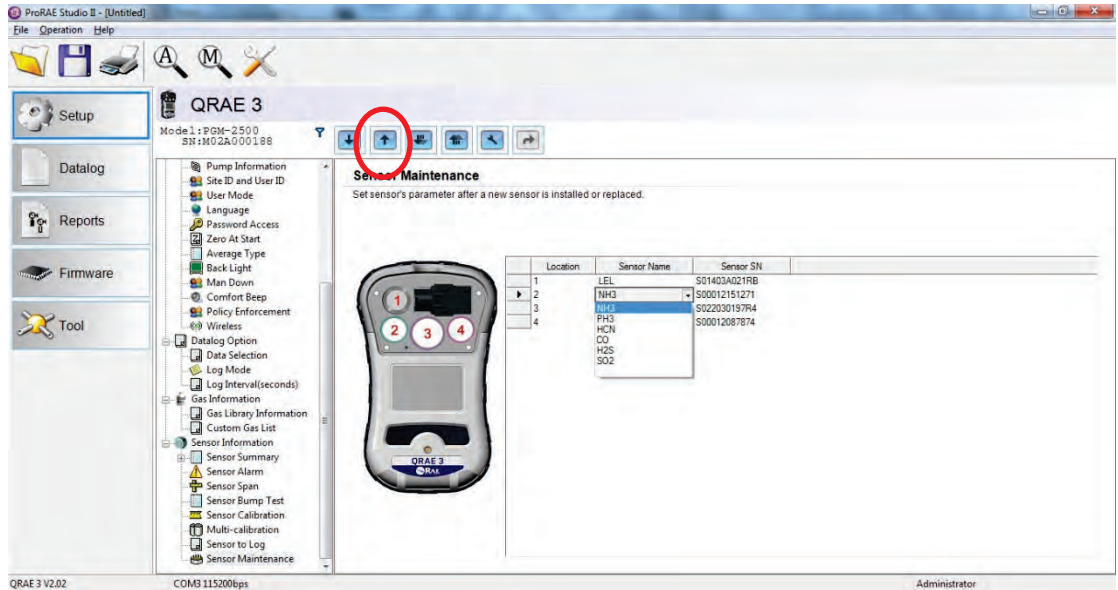 ProRAE Studio II - [Untitled]
File Operation Help
A M
Setup
Datalog
Reports
Firmware
Tool
QRAE 3
Model:PGM-2500
SN:M02A000188
Pump Information
Site ID and User ID
User Mode
Language
Password Access
Zero At Start
Average Type
Back Light
Man Down
Comfort Beep
Policy Enforcement
Wireless
Datalog Option
Data Selection
Log Mode
Log Interval(seconds)
Gas Information
Gas Library Information
Custom Gas List
Sensor Information
Sensor Summary
Sensor Alarm
Sensor Span
Sensor Bump Test
Sensor Calibration
Multi-calibration
Sensor to Log
Sensor Maintenance
Sensor Maintenance
Set sensor's parameter after a new sensor is installed or replaced.
1
2 3 4
QRAE 3
RAE
Location Sensor Name Sensor SN
1 LEL S01403A021RB
2 NH3 S00012151271
3 S022030197R4
4 S00012087874
NH3
PH3
HCN
CO
H2S
SO2
QRAE 3 V2.02 COM3 115200bps Administrator